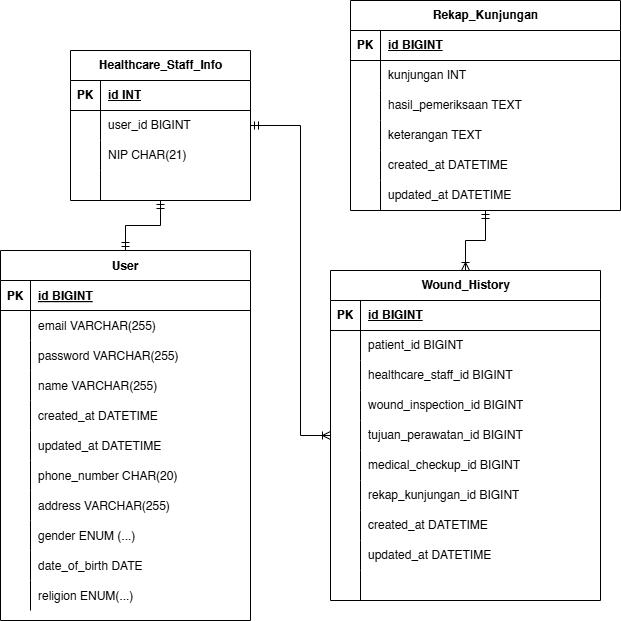 Rekap_Kunjungan
PK id BIGINT
kunjungan INT
hasil_pemeriksaan TEXT
keterangan TEXT
created_at DATETIME
updated_at DATETIME
Healthcare_Staff_Info
PK id INT
user_id BIGINT
NIP CHAR(21)
User
PK id BIGINT
email VARCHAR(255)
password VARCHAR(255)
name VARCHAR(255)
created_at DATETIME
updated_at DATETIME
phone_number CHAR(20)
address VARCHAR(255)
gender ENUM (...)
date_of_birth DATE
religion ENUM(...)
Wound_History
PK id BIGINT
patient_id BIGINT
healthcare_staff_id BIGINT
wound_inspection_id BIGINT
tujuan_perawatan_id BIGINT
medical_checkup_id BIGINT
rekap_kunjungan_id BIGINT
created_at DATETIME
updated_at DATETIME